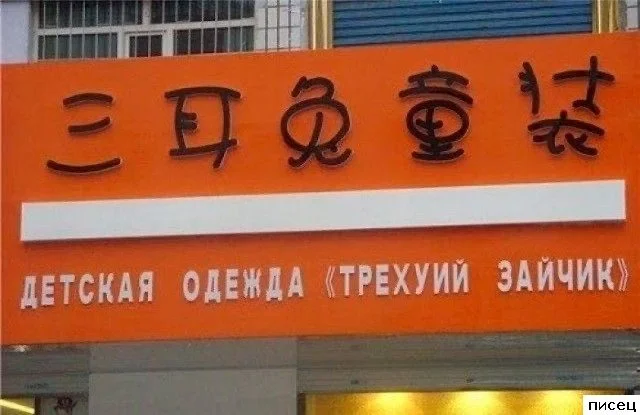 三耳兔童装
ДЕТСКАЯ ОДЕЖДА 《ТРЕХУИЙ ЗАЙЧИК》
писец